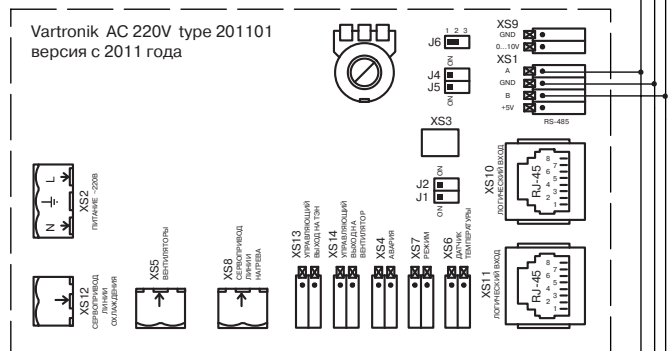 Vartronik AC 220V type 201101
версия с 2011 года
J6
1 2 3
XS9
GND
0...10V
XS1
A
GND
B
+5V
RS-485
ON
J4
J5
ON
XS3
ON
J2
J1
ON
XS10
ЛОГИЧЕСКИЙ ВХОД
RJ-45
8
7
6
5
4
3
2
1
XS11
ЛОГИЧЕСКИЙ ВХОД
RJ-45
8
7
6
5
4
3
2
1
L
N
XS2
ПИТАНИЕ ~220В
XS12
СЕРВОПРИВОД
ЛИНИИ
ОХЛАЖДЕНИЯ
XS5
ВЕНТИЛЯТОРЫ
XS8
СЕРВОПРИВОД
ЛИНИИ
НАГРЕВА
XS13
УПРАВЛЯЮЩИЙ
ВЫХОД НА ТЭН
XS14
УПРАВЛЯЮЩИЙ
ВЫХОД НА
ВЕНТИЛЯТОР
XS4
АВАРИЯ
XS7
РЕЖИМ
XS6
ДАТЧИК
ТЕМПЕРАТУРЫ